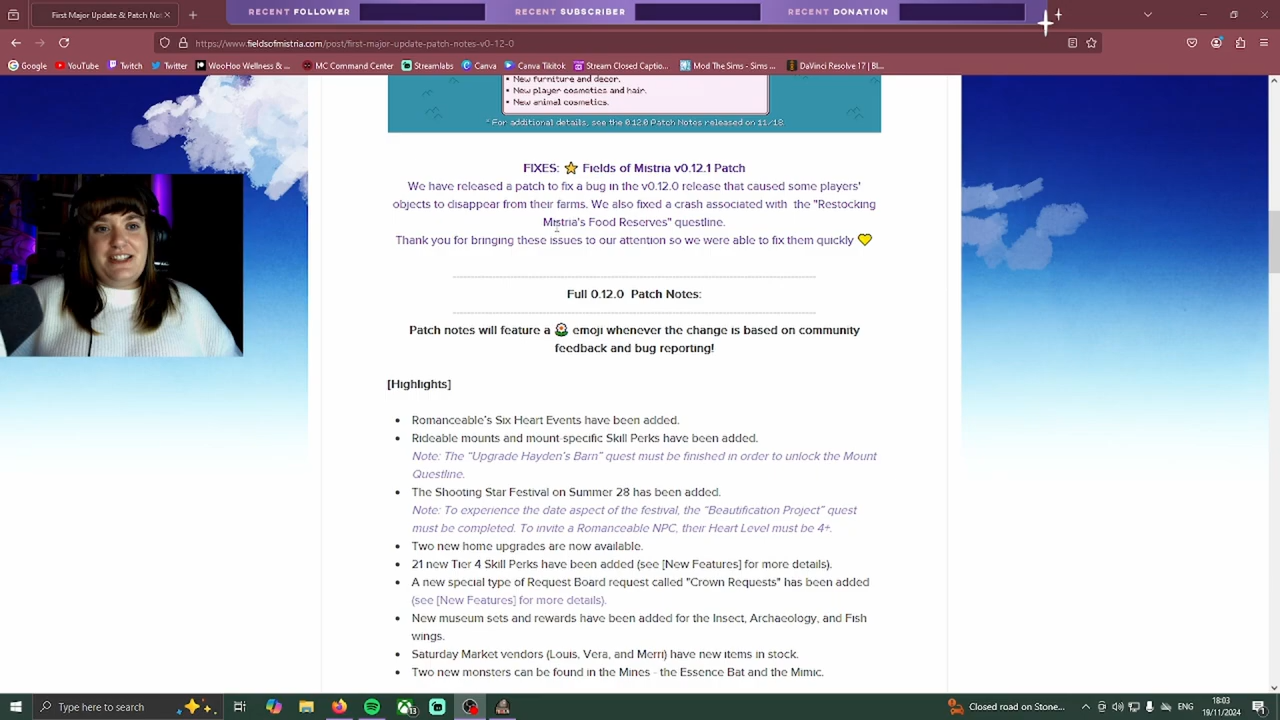 First Major Update & Patch Not
RECENT FOLLOWER
RECENT SUBSCRIBER
RECENT DONATION
https://www.fieldsofmistria.com/post/first-major-update-patch-notes-v0-12-0
Google
YouTube
Twitch
Twitter
WooHoo Wellness & ...
MC Command Center
Streamlabs
Canva
Canva Tikitok
Stream Closed Captio...
Mod The Sims - Sims ...
DaVinci Resolve 17 | Bl...
• New furniture and decor.
• New player cosmetics and hair.
• New animal cosmetics.
* For additional details, see the 0.12.0 Patch Notes released on 11/18.
FIXES: ⭐ Fields of Mistria v0.12.1 Patch
We have released a patch to fix a bug in the v0.12.0 release that caused some players'
objects to disappear from their farms. We also fixed a crash associated with the "Restocking
Mistria's Food Reserves" questline.
Thank you for bringing these issues to our attention so we were able to fix them quickly 💛
Full 0.12.0 Patch Notes:
Patch notes will feature a 🌸 emoji whenever the change is based on community
feedback and bug reporting!
[Highlights]
• Romanceable's Six Heart Events have been added.
• Rideable mounts and mount-specific Skill Perks have been added.
Note: The “Upgrade Hayden’s Barn” quest must be finished in order to unlock the Mount
Questline.
• The Shooting Star Festival on Summer 28 has been added.
Note: To experience the date aspect of the festival, the “Beautification Project” quest
must be completed. To invite a Romanceable NPC, their Heart Level must be 4+.
• Two new home upgrades are now available.
• 21 new Tier 4 Skill Perks have been added (see [New Features] for more details).
• A new special type of Request Board request called "Crown Requests" has been added
(see [New Features] for more details).
• New museum sets and rewards have been added for the Insect, Archaeology, and Fish
wings.
• Saturday Market vendors (Louis, Vera, and Merri) have new items in stock.
• Two new monsters can be found in the Mines - the Essence Bat and the Mimic.
Type here to search
Closed road on Stone...
ENG
18:03
19/11/2024